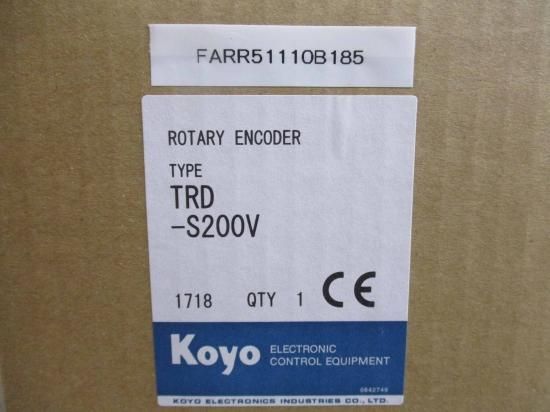 FARR51110B185
ROTARY ENCODER
TYPE
TRD
-S200V
1718 QTY 1 CE
Koyo ELECTRONIC
CONTROL EQUIPMENT
0842749
KOYO ELECTRONICS INDUSTRIES CO., LTD.